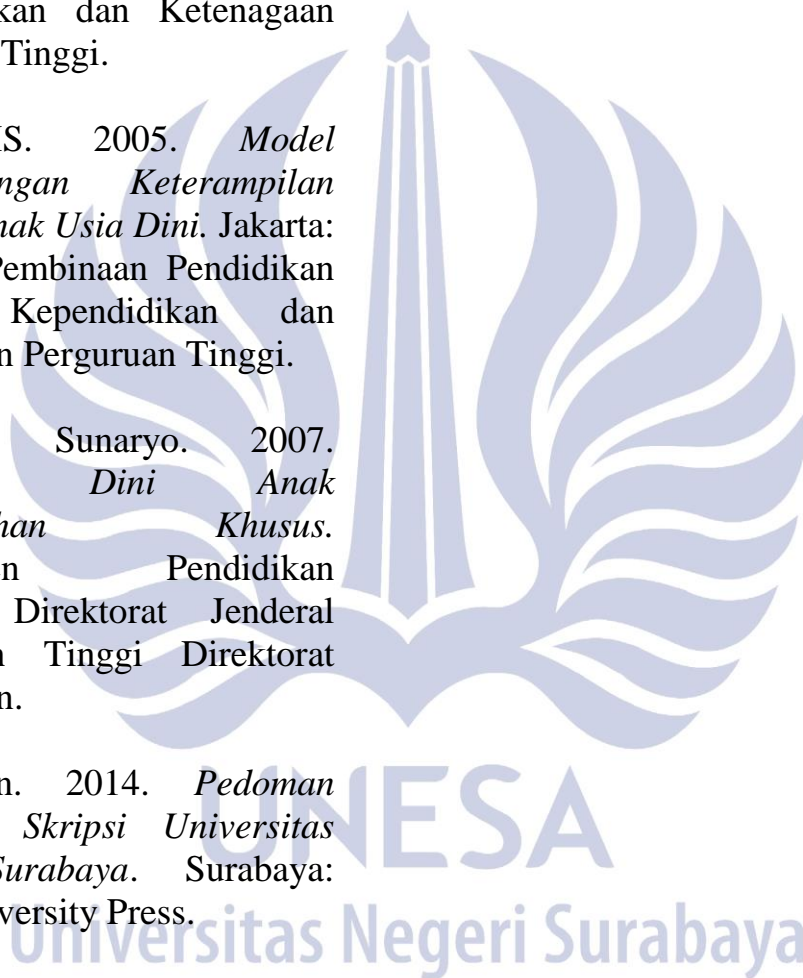 kan dan Ketenagaan
Tinggi.
IS. 2005. Model
ngan Keterampilan
nak Usia Dini. Jakarta:
Pembinaan Pendidikan
Kependidikan dan
n Perguruan Tinggi.
Sunaryo. 2007.
Dini Anak
han Khusus.
en Pendidikan
Direktorat Jenderal
n Tinggi Direktorat
n.
n. 2014. Pedoman
Skripsi Universitas
Surabaya. Surabaya:
versity Press.
UNESA
Universitas Negeri Surabaya